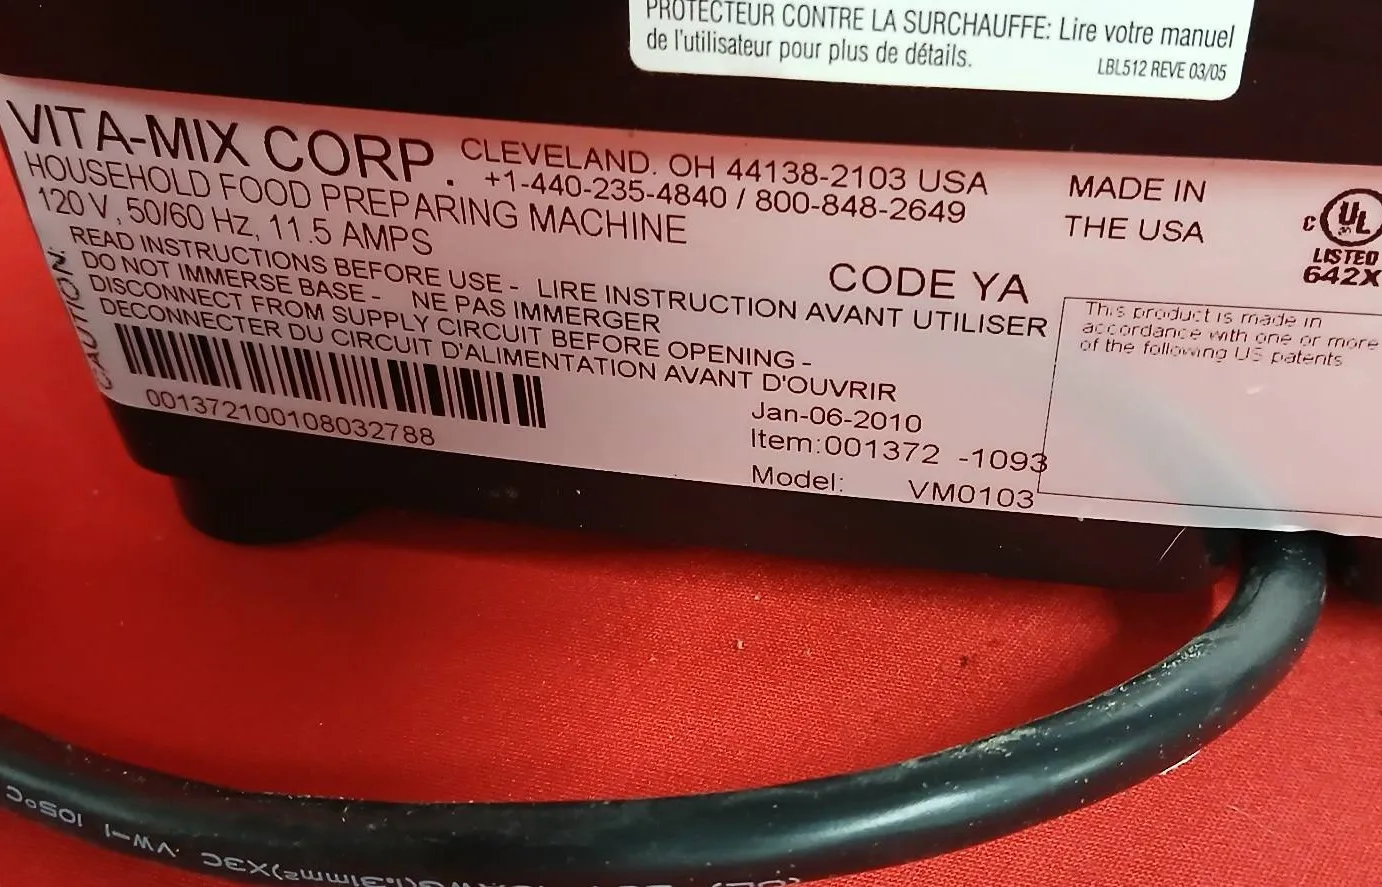 PROTECTEUR CONTRE LA SURCHAUFFE: Lire votre manuel
de l'utilisateur pour plus de détails.
LBL512 REVE 03/05
VITA-MIX CORP.
CLEVELAND. OH 44138-2103 USA
+1-440-235-4840 / 800-848-2649
HOUSEHOLD FOOD PREPARING MACHINE
120 V, 50/60 HZ, 11.5 AMPS
MADE IN
THE USA
C UL
LISTED
642X
CAUTION:
READ INSTRUCTIONS BEFORE USE - LIRE INSTRUCTION AVANT UTILISER
DO NOT IMMERSE BASE - NE PAS IMMERGER
DISCONNECT FROM SUPPLY CIRCUIT BEFORE OPENING -
DECONNECTER DU CIRCUIT D'ALIMENTATION AVANT D'OUVRIR
CODE YA
This product is made in
accordance with one or more
of the following US patents
001372100108032788
Jan-06-2010
Item:001372 -1093
Model: VM0103
105°C VW-1